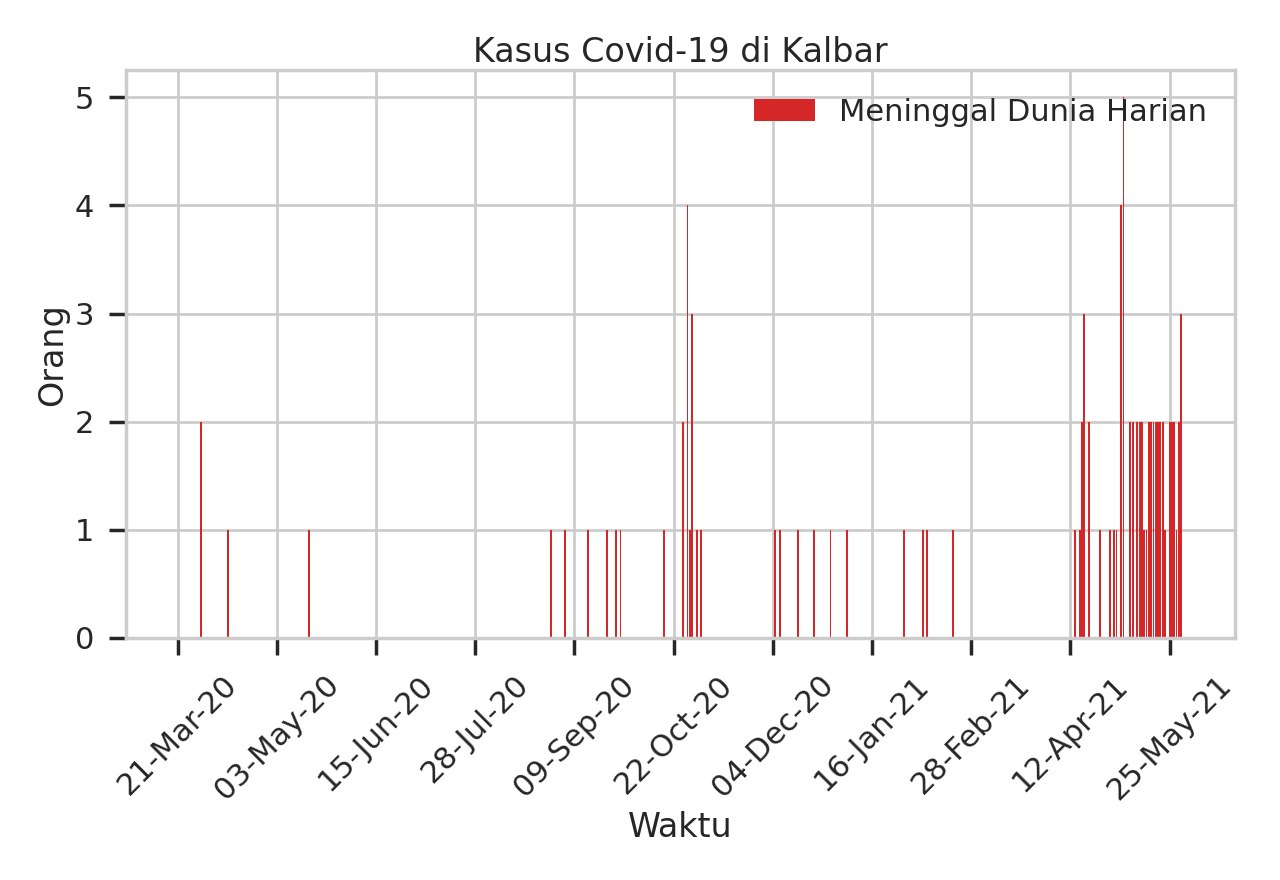 Kasus Covid-19 di Kalbar
Meninggal Dunia Harian
Orang
5
4
3
2
1
0
21-Mar-20
03-May-20
15-Jun-20
28-Jul-20
09-Sep-20
22-Oct-20
04-Dec-20
16-Jan-21
28-Feb-21
12-Apr-21
25-May-21
Waktu